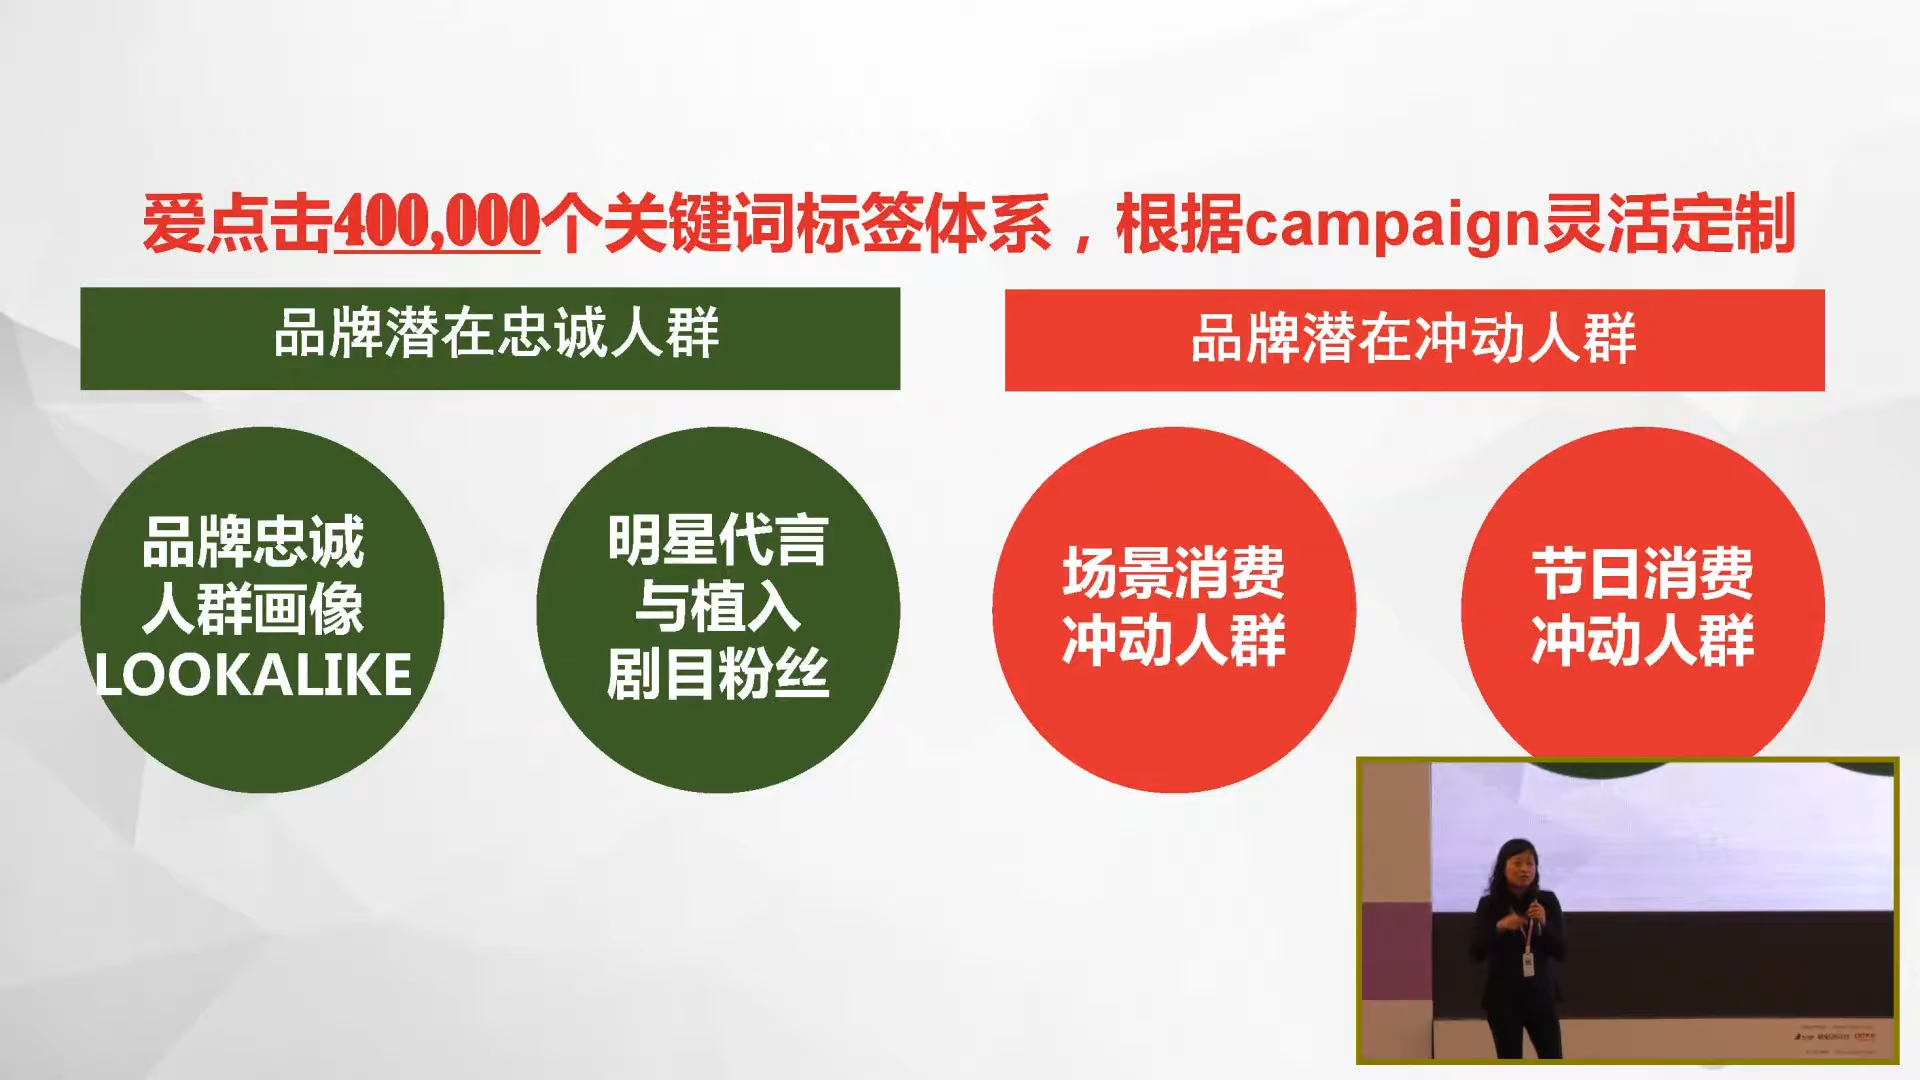 爱点击400,000个关键词标签体系，根据campaign灵活定制
品牌潜在忠诚人群
品牌潜在冲动人群
品牌忠诚
人群画像
LOOKALIKE
明星代言
与植入
剧目粉丝
场景消费
冲动人群
节日消费
冲动人群